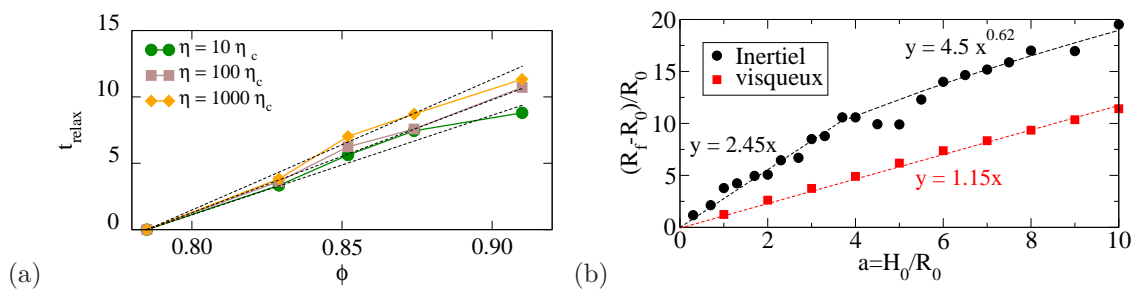 15
10
5
0
t_relax
η = 10 η_c
η = 100 η_c
η = 1000 η_c
0.80
0.85
0.90
ϕ
(a)
20
15
10
5
0
(R_f-R_0)/R_0
Inertiel
visqueux
y = 4.5 x^0.62
y = 2.45x
y = 1.15x
0
2
4
6
8
10
a=H_0/R_0
(b)